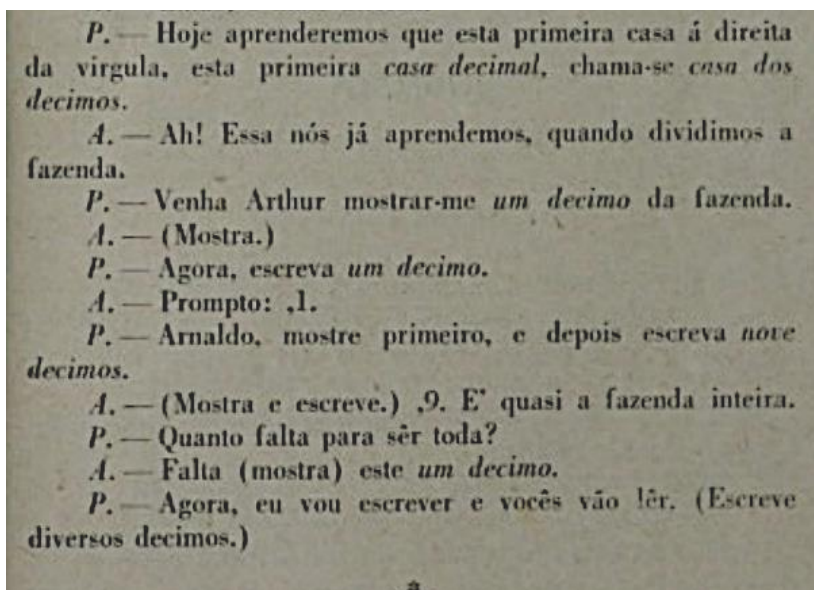 P. — Hoje aprenderemos que esta primeira casa á direita
da virgula, esta primeira casa decimal, chama-se casa dos
decimos.
A. — Ah! Essa nós já aprendemos, quando dividimos a
fazenda.
P. — Venha Arthur mostrar-me um decimo da fazenda.
A. — (Mostra.)
P. — Agora, escreva um decimo.
A. — Prompto: ,1.
P. — Arnaldo, mostre primeiro, e depois escreva nove
decimos.
A. — (Mostra e escreve.) ,9. E' quasi a fazenda inteira.
P. — Quanto falta para sêr toda?
A. — Falta (mostra) este um decimo.
P. — Agora, eu vou escrever e vocês vão lêr. (Escreve
diversos decimos.)